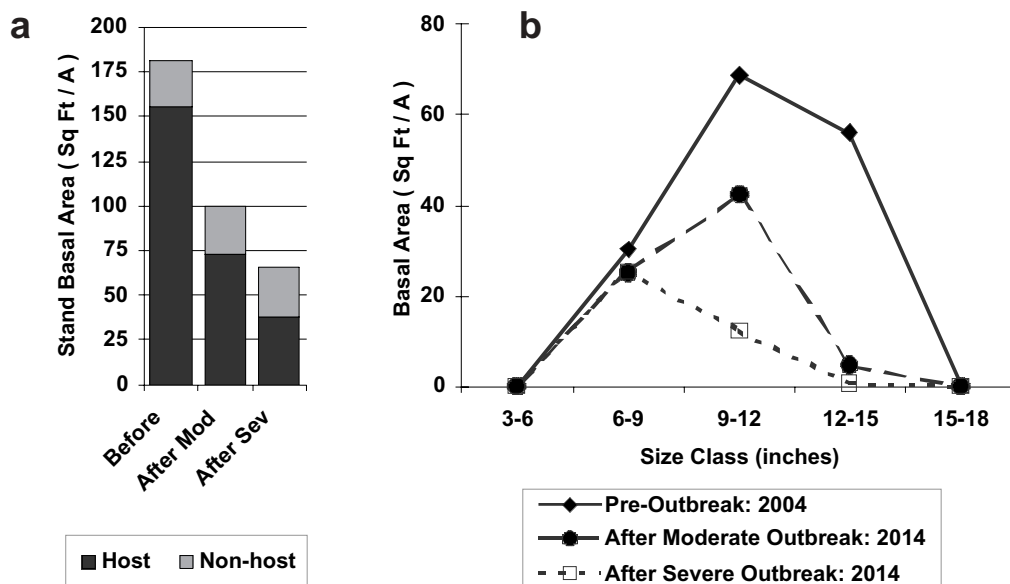 a
Stand Basal Area ( Sq Ft / A )
200
175
150
125
100
75
50
25
0
Before
After Mod
After Sev
Host Non-host
b
Basal Area ( Sq Ft / A )
80
60
40
20
0
3-6 6-9 9-12 12-15 15-18
Size Class (inches)
Pre-Outbreak: 2004
After Moderate Outbreak: 2014
After Severe Outbreak: 2014